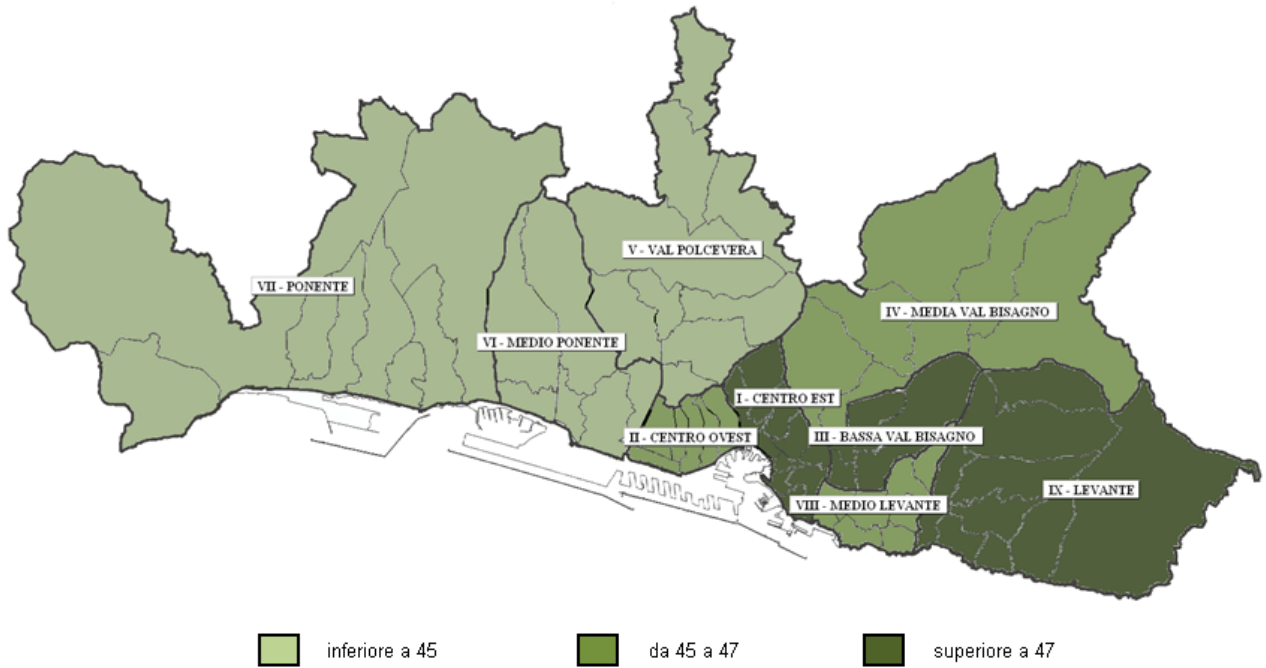 V - VAL POLCEVERA
VII - PONENTE
IV - MEDIA VAL BISAGNO
VI - MEDIO PONENTE
I - CENTRO EST
II - CENTRO OVEST
III - BASSA VAL BISAGNO
IX - LEVANTE
VIII - MEDIO LEVANTE
inferiore a 45
da 45 a 47
superiore a 47